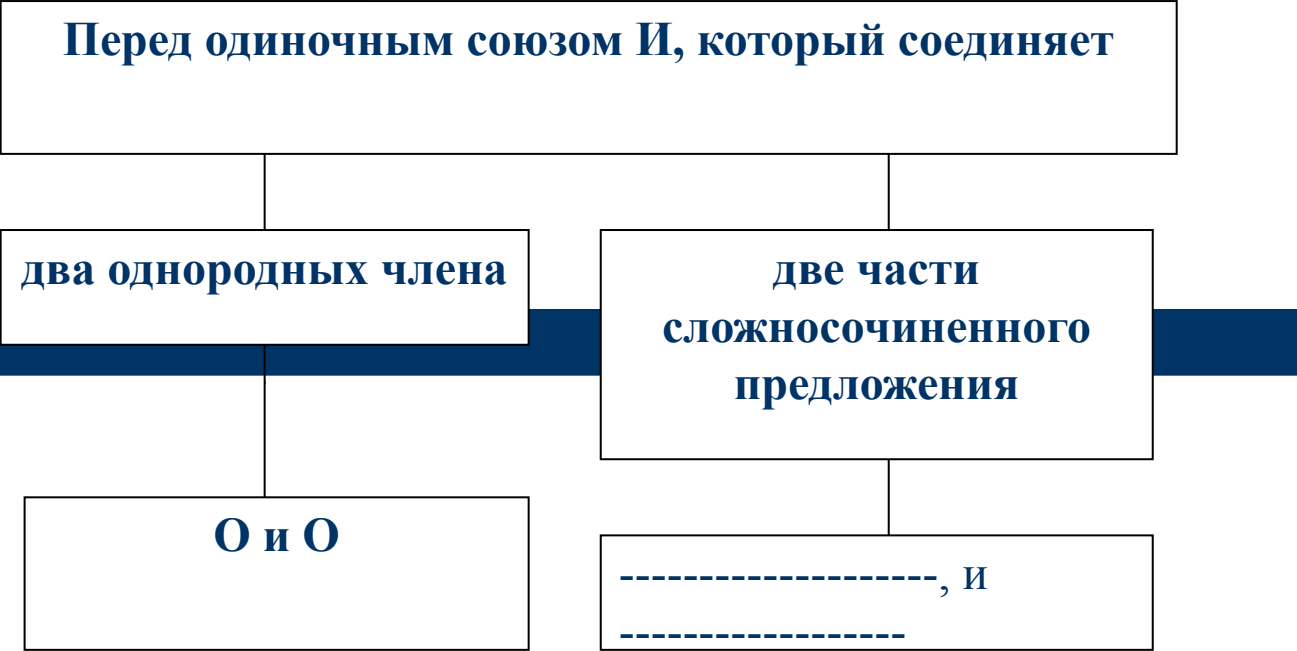 Перед одиночным союзом И, который соединяет
два однородных члена
две части
сложносочиненного
предложения
О и О
--------------------, и
------------------